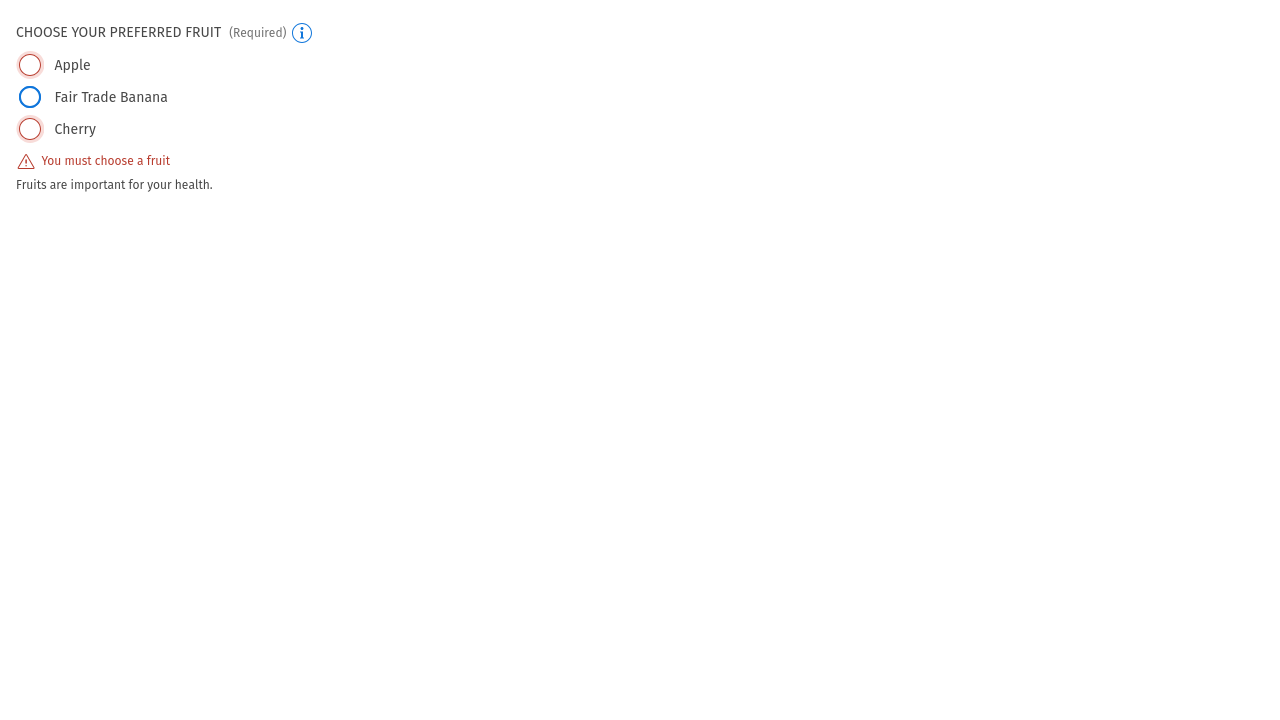 CHOOSE YOUR PREFERRED FRUIT (Required)
Apple
Fair Trade Banana
Cherry
You must choose a fruit
Fruits are important for your health.